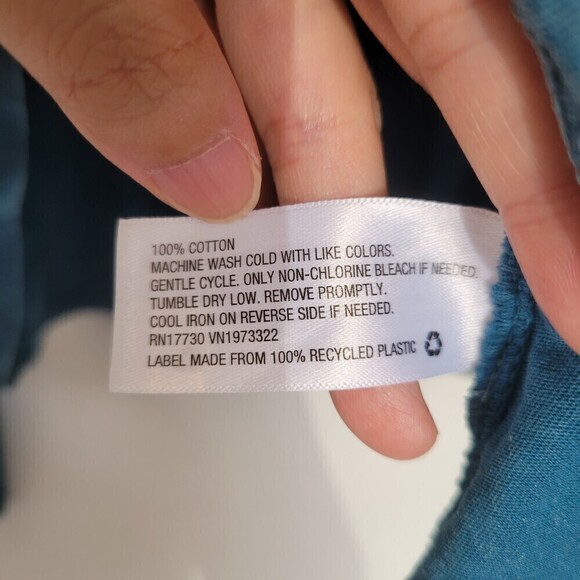 100% COTTON
MACHINE WASH COLD WITH LIKE COLORS.
GENTLE CYCLE. ONLY NON-CHLORINE BLEACH IF NEEDED.
TUMBLE DRY LOW. REMOVE PROMPTLY.
COOL IRON ON REVERSE SIDE IF NEEDED.
RN17730 VN1973322
LABEL MADE FROM 100% RECYCLED PLASTIC